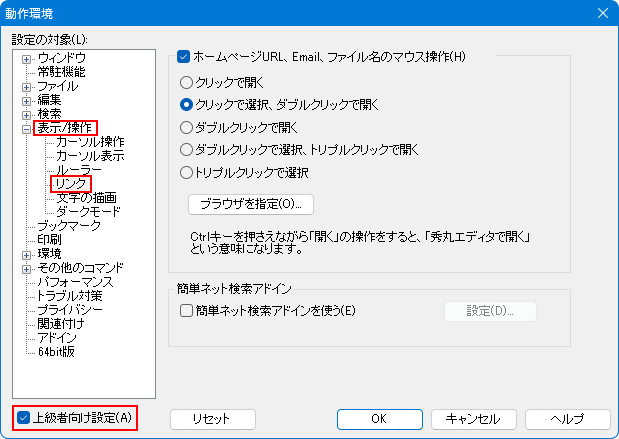 動作環境
設定の対象(L):
ウィンドウ
常駐機能
ファイル
編集
検索
表示/操作
カーソル操作
カーソル表示
ルーラー
リンク
文字の描画
ダークモード
ブックマーク
印刷
環境
その他のコマンド
パフォーマンス
トラブル対策
プライバシー
関連付け
アドイン
64bit版
上級者向け設定(A)
ホームページURL、Email、ファイル名のマウス操作(H)
クリックで開く
クリックで選択、ダブルクリックで開く
ダブルクリックで開く
ダブルクリックで選択、トリプルクリックで開く
トリプルクリックで選択
ブラウザを指定(O)...
Ctrlキーを押さえながら「開く」の操作をすると、「秀丸エディタで開く」
という意味になります。
簡単ネット検索アドイン
簡単ネット検索アドインを使う(E)
設定(D)...
リセット
OK
キャンセル
ヘルプ